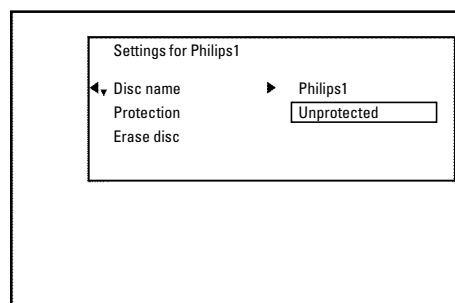 Settings for Philips1
Disc name Philips1
Protection Unprotected
Erase disc